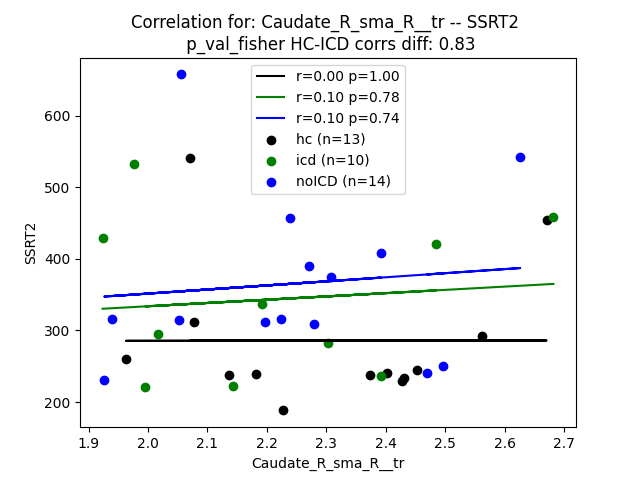 Correlation for: Caudate_R_sma_R__tr -- SSRT2
p_val_fisher HC-ICD corrs diff: 0.83
r=0.00 p=1.00
r=0.10 p=0.78
r=0.10 p=0.74
hc (n=13)
icd (n=10)
noICD (n=14)
600
500
400
300
200
SSRT2
1.9 2.0 2.1 2.2 2.3 2.4 2.5 2.6 2.7
Caudate_R_sma_R__tr